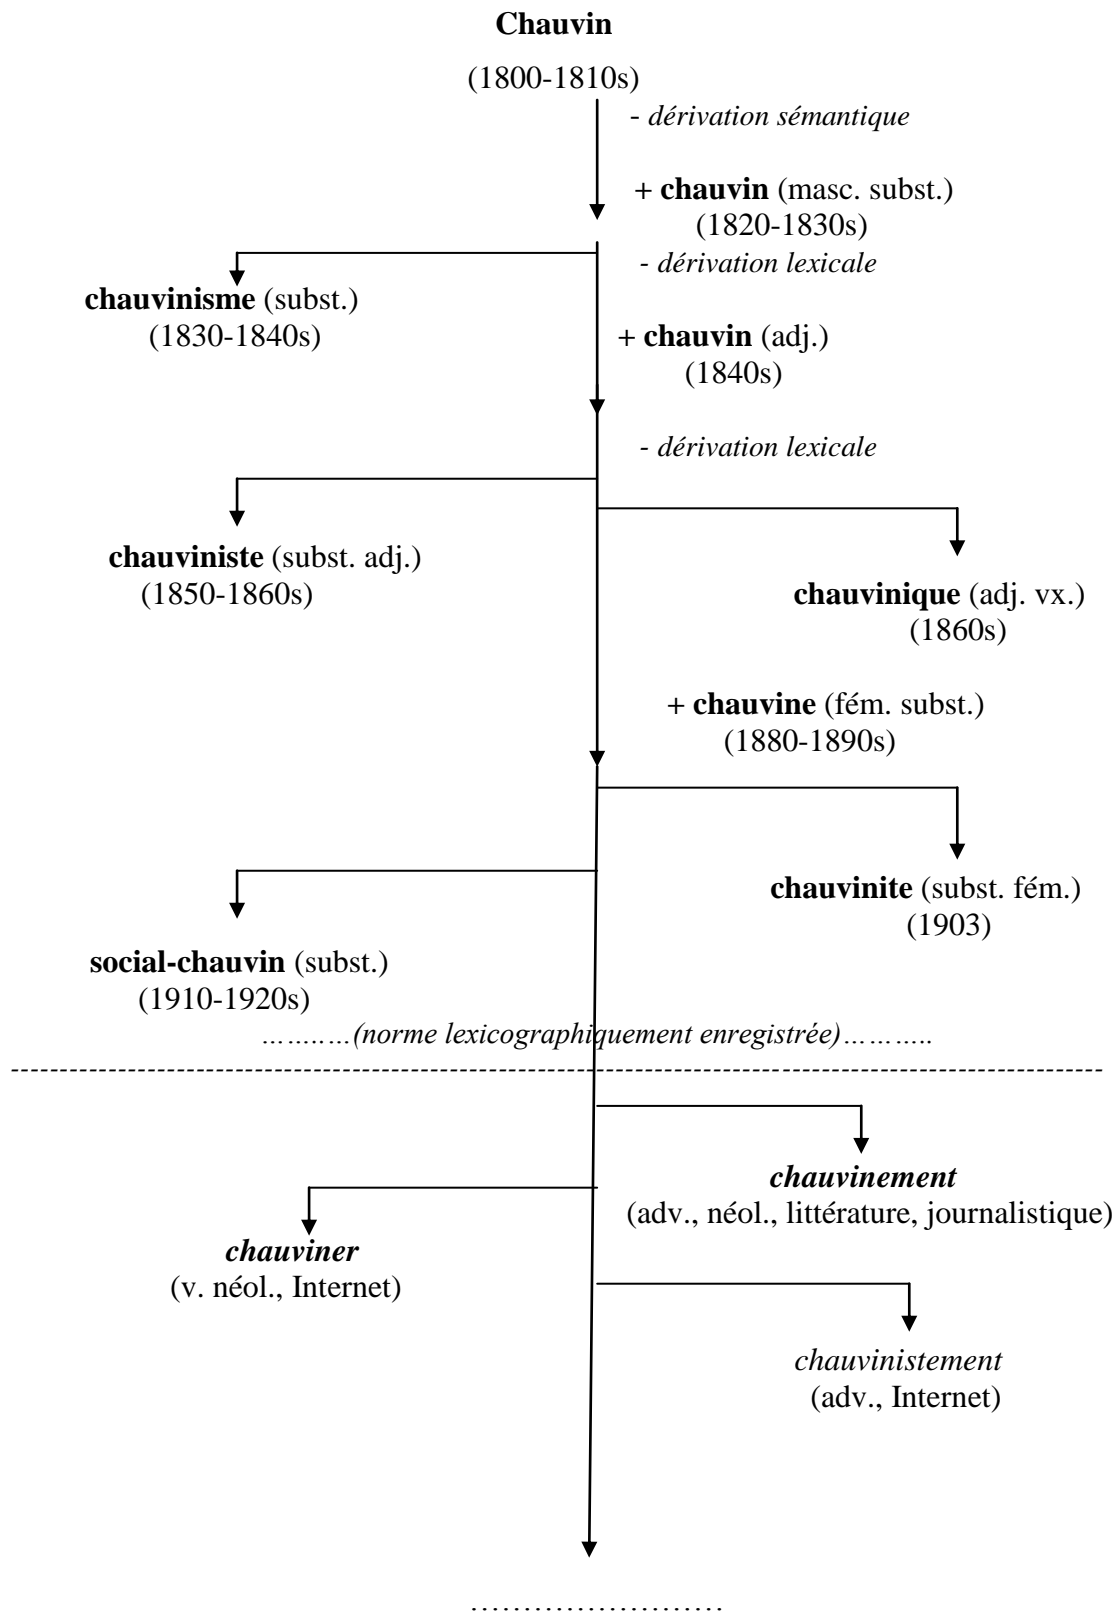 Chauvin
(1800-1810s)
- dérivation sémantique
+ chauvin (masc. subst.)
(1820-1830s)
- dérivation lexicale
chauvinisme (subst.)
(1830-1840s)
+ chauvin (adj.)
(1840s)
- dérivation lexicale
chauviniste (subst. adj.)
(1850-1860s)
chauvinique (adj. vx.)
(1860s)
+ chauvine (fém. subst.)
(1880-1890s)
chauvinite (subst. fém.)
(1903)
social-chauvin (subst.)
(1910-1920s)
…........(norme lexicographiquement enregistrée)………..
chauvinement
(adv., néol., littérature, journalistique)
chauviner
(v. néol., Internet)
chauvinistement
(adv., Internet)
……………………